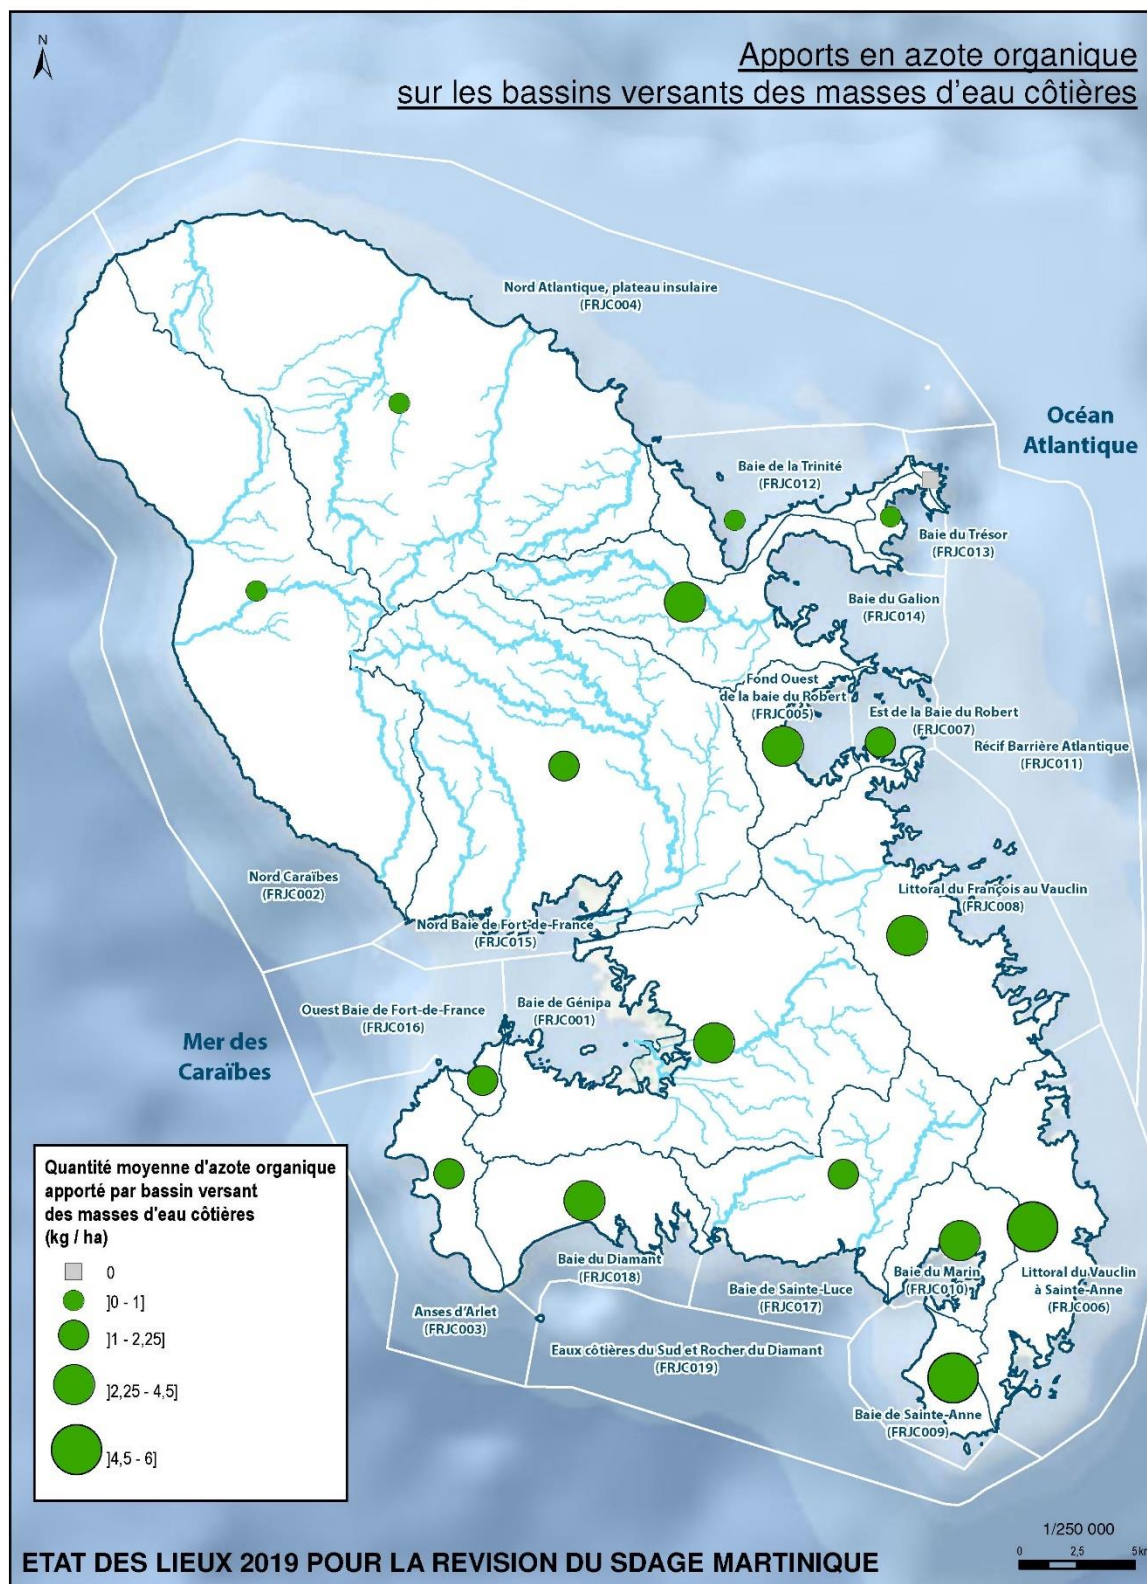 N
Apports en azote organique
sur les bassins versants des masses d'eau côtières
Nord Atlantique, plateau insulaire
(FRJC004)
Océan
Atlantique
Baie de la Trinité
(FRJC012)
Baie du Trésor
(FRJC013)
Baie du Galion
(FRJC014)
Fond Ouest
de la baie du Robert
(FRJC005)
Est de la Baie du Robert
(FRJC007)
Récif Barrière Atlantique
(FRJC011)
Nord Caraïbes
(FRJC002)
Littoral du François au Vauclin
(FRJC008)
Nord Baie de Fort-de-France
(FRJC015)
Ouest Baie de Fort-de-France
(FRJC016)
Baie de Génipa
(FRJC001)
Mer des
Caraïbes
Quantité moyenne d'azote organique
apporté par bassin versant
des masses d'eau côtières
(kg / ha)
0
]0 - 1]
]1 - 2,25]
]2,25 - 4,5]
]4,5 - 6]
Baie du Diamant
(FRJC018)
Baie de Sainte-Luce
(FRJC017)
Baie du Marin
(FRJC010)
Littoral du Vauclin
à Sainte-Anne
(FRJC006)
Anses d'Arlet
(FRJC003)
Eaux côtières du Sud et Rocher du Diamant
(FRJC019)
Baie de Sainte-Anne
(FRJC009)
1/250 000
0 2,5 5km
ETAT DES LIEUX 2019 POUR LA REVISION DU SDAGE MARTINIQUE